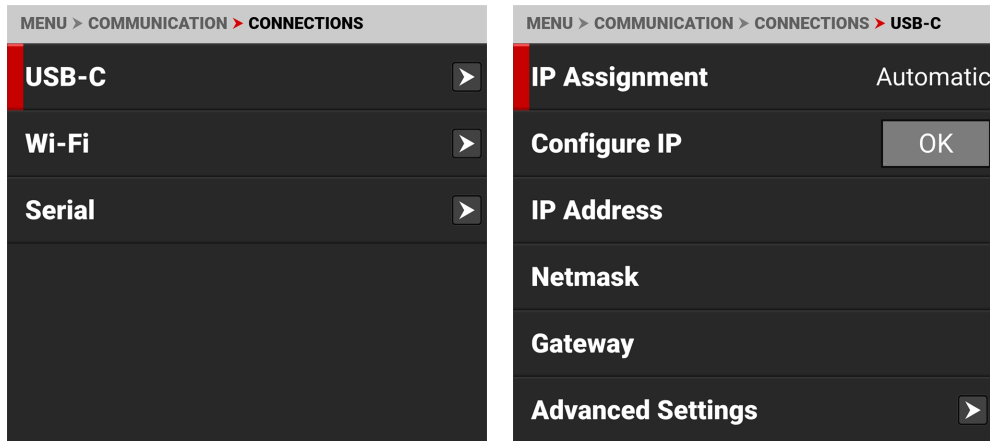 MENU > COMMUNICATION > CONNECTIONS
USB-C
Wi-Fi
Serial
MENU > COMMUNICATION > CONNECTIONS > USB-C
IP Assignment Automatic
Configure IP OK
IP Address
Netmask
Gateway
Advanced Settings